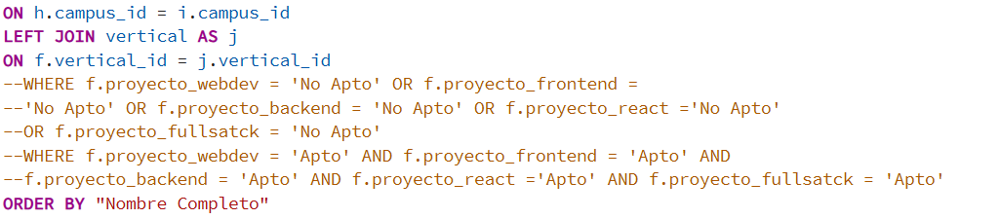 ON h.campus_id = i.campus_id
LEFT JOIN vertical AS j
ON f.vertical_id = j.vertical_id
--WHERE f.proyecto_webdev = 'No Apto' OR f.proyecto_frontend =
--'No Apto' OR f.proyecto_backend = 'No Apto' OR f.proyecto_react ='No Apto'
--OR f.proyecto_fullsatck = 'No Apto'
--WHERE f.proyecto_webdev = 'Apto' AND f.proyecto_frontend = 'Apto' AND
--f.proyecto_backend = 'Apto' AND f.proyecto_react ='Apto' AND f.proyecto_fullsatck = 'Apto'
ORDER BY "Nombre Completo"